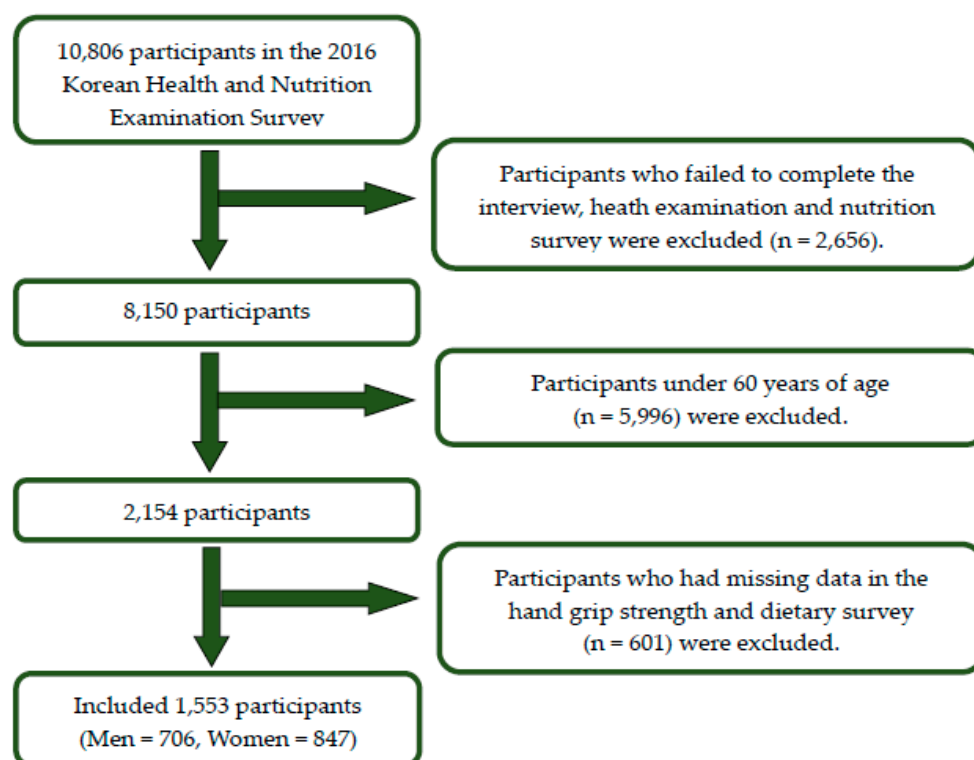 10,806 participants in the 2016
Korean Health and Nutrition
Examination Survey
Participants who failed to complete the
interview, heath examination and nutrition
survey were excluded (n = 2,656).
8,150 participants
Participants under 60 years of age
(n = 5,996) were excluded.
2,154 participants
Participants who had missing data in the
hand grip strength and dietary survey
(n = 601) were excluded.
Included 1,553 participants
(Men = 706, Women = 847)